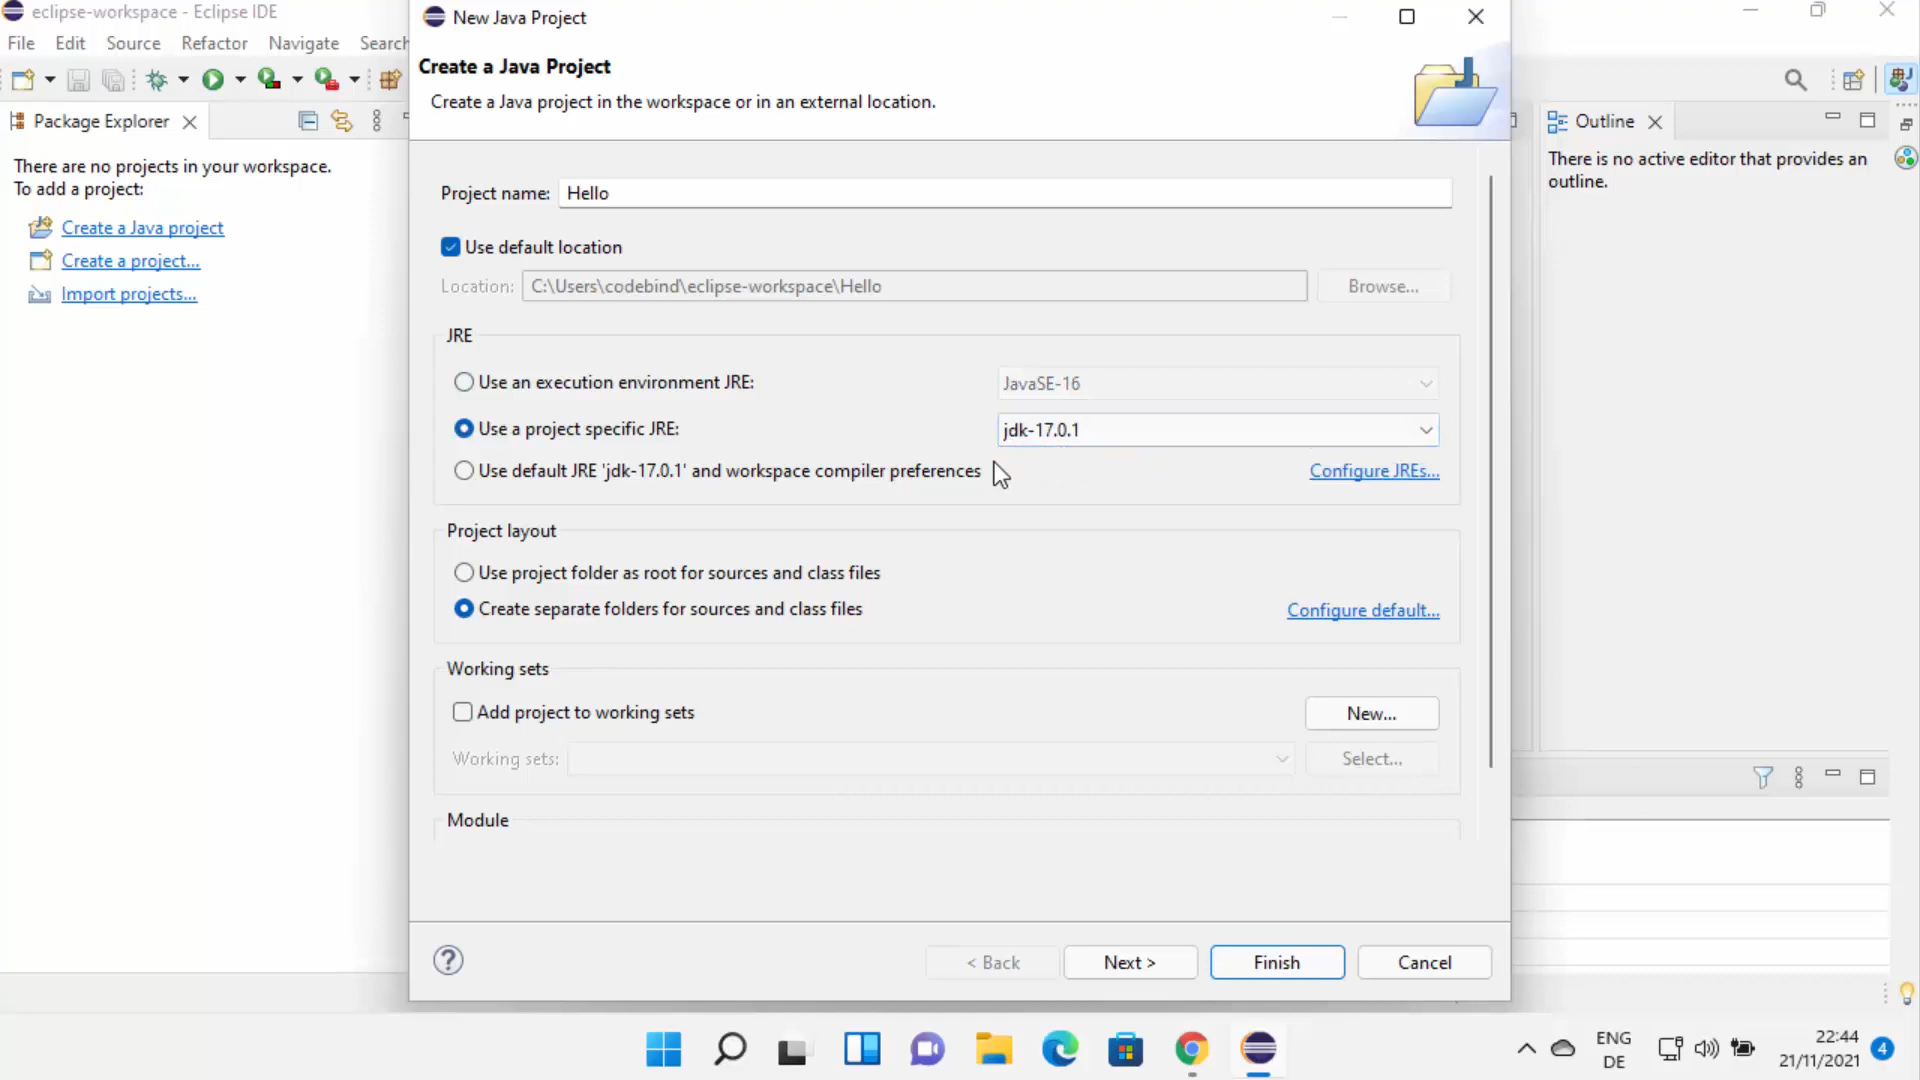 eclipse-workspace - Eclipse IDE
File Edit Source Refactor Navigate Search
Package Explorer
There are no projects in your workspace.
To add a project:
Create a Java project
Create a project...
Import projects...
New Java Project
Create a Java Project
Create a Java project in the workspace or in an external location.
Project name: Hello
Use default location
Location: C:\Users\codebind\eclipse-workspace\Hello Browse...
JRE
Use an execution environment JRE: JavaSE-16
Use a project specific JRE: jdk-17.0.1
Use default JRE 'jdk-17.0.1' and workspace compiler preferences Configure JREs...
Project layout
Use project folder as root for sources and class files
Create separate folders for sources and class files Configure default...
Working sets
Add project to working sets New...
Working sets: Select...
Module
< Back Next > Finish Cancel
Outline
There is no active editor that provides an
outline.
ENG
DE
22:44
21/11/2021
4